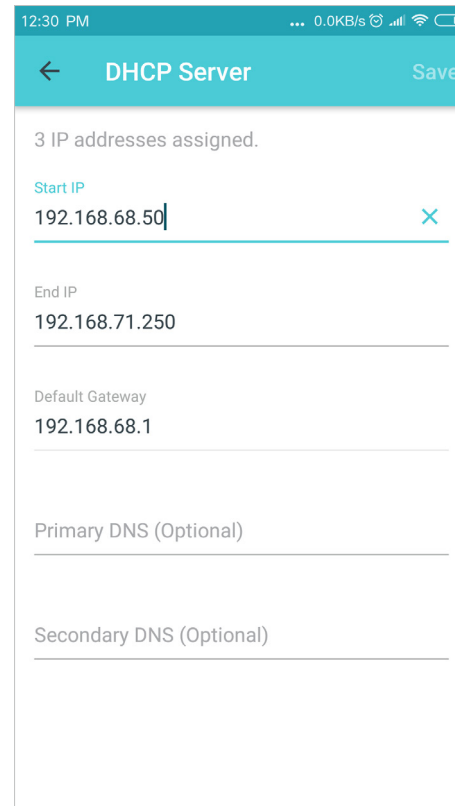 12:30 PM ... 0.0KB/s
DHCP Server Save
3 IP addresses assigned.
Start IP
192.168.68.50
End IP
192.168.71.250
Default Gateway
192.168.68.1
Primary DNS (Optional)
Secondary DNS (Optional)